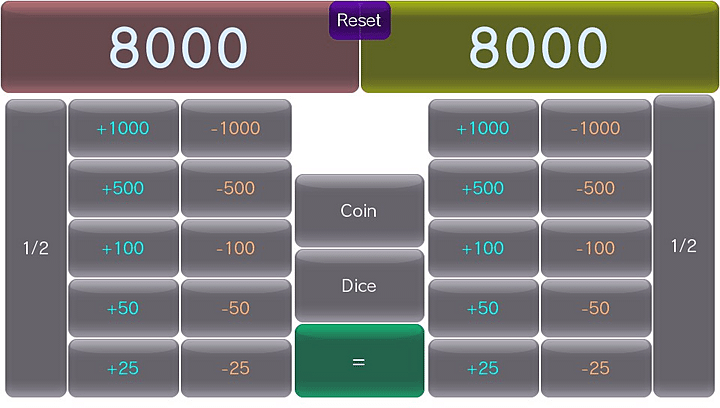 Reset
8000 8000
+1000 -1000 +1000 -1000
+500 -500 +500 -500
Coin
1/2 +100 -100 +100 -100 1/2
Dice
+50 -50 +50 -50
=
+25 -25 +25 -25